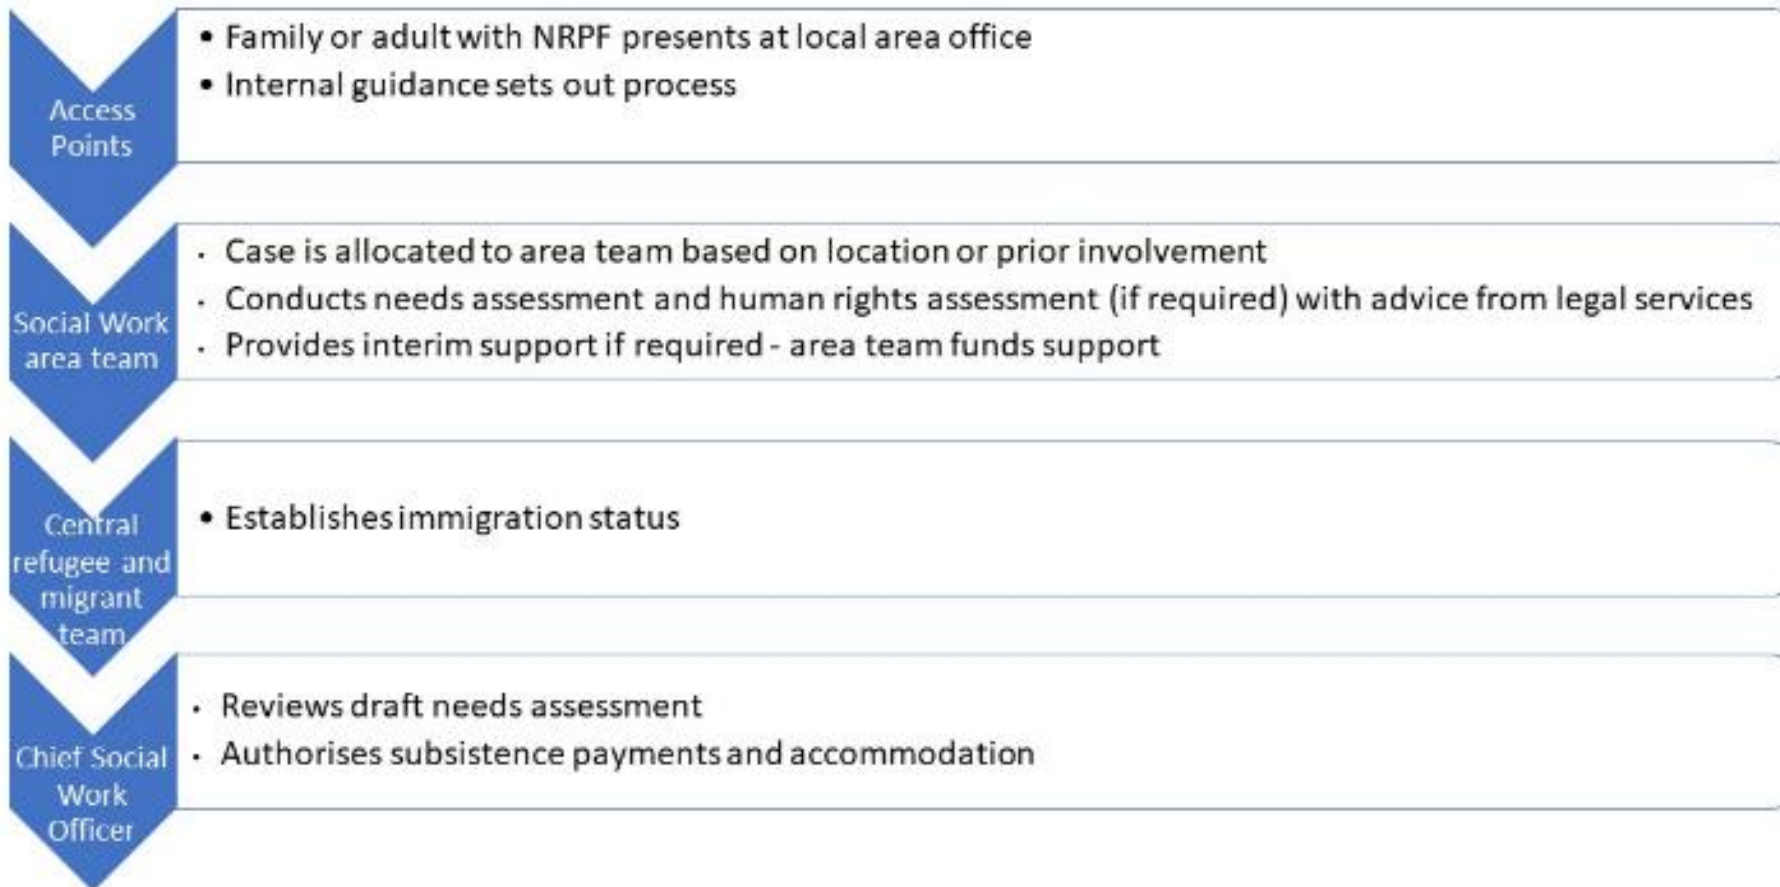 Access
Points
• Family or adult with NRPF presents at local area office
• Internal guidance sets out process
Social Work
area team
· Case is allocated to area team based on location or prior involvement
· Conducts needs assessment and human rights assessment (if required) with advice from legal services
· Provides interim support if required - area team funds support
Central
refugee and
migrant
team
• Establishes immigration status
Chief Social
Work
Officer
· Reviews draft needs assessment
· Authorises subsistence payments and accommodation